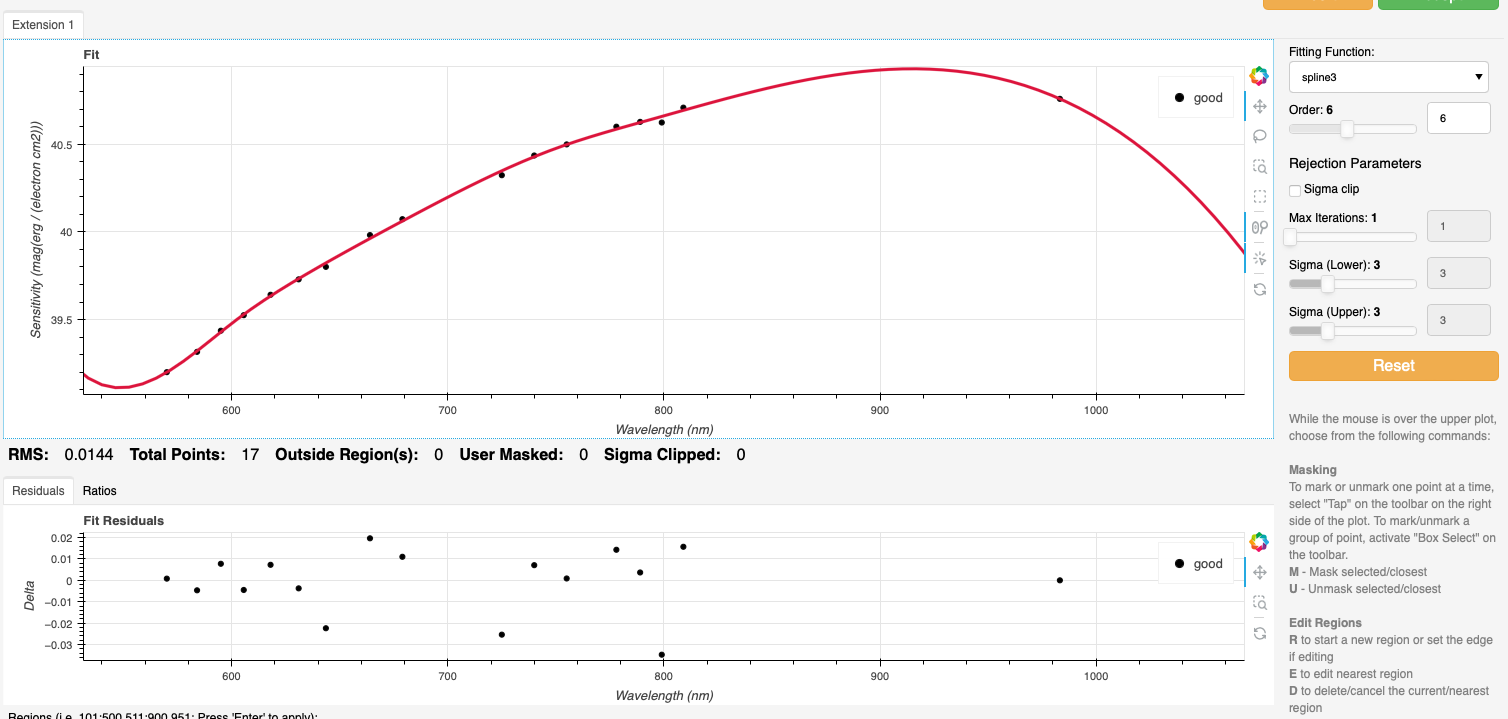 Extension 1
Fit
good
40.5
40
39.5
Sensitivity (mag(erg / (electron cm2)))
600
700
800
900
1000
Wavelength (nm)
RMS: 0.0144 Total Points: 17 Outside Region(s): 0 User Masked: 0 Sigma Clipped: 0
Residuals
Ratios
Fit Residuals
good
0.02
0.01
0
−0.01
−0.02
−0.03
Delta
600
700
800
900
1000
Wavelength (nm)
Regions (i.e. 101:500,511:900,951: Press 'Enter' to apply):
Fitting Function:
spline3
Order: 6
6
Rejection Parameters
Sigma clip
Max Iterations: 1
1
Sigma (Lower): 3
3
Sigma (Upper): 3
3
Reset
While the mouse is over the upper plot,
choose from the following commands:
Masking
To mark or unmark one point at a time,
select "Tap" on the toolbar on the right
side of the plot. To mark/unmark a
group of point, activate "Box Select" on
the toolbar.
M - Mask selected/closest
U - Unmask selected/closest
Edit Regions
R to start a new region or set the edge
if editing
E to edit nearest region
D to delete/cancel the current/nearest
region